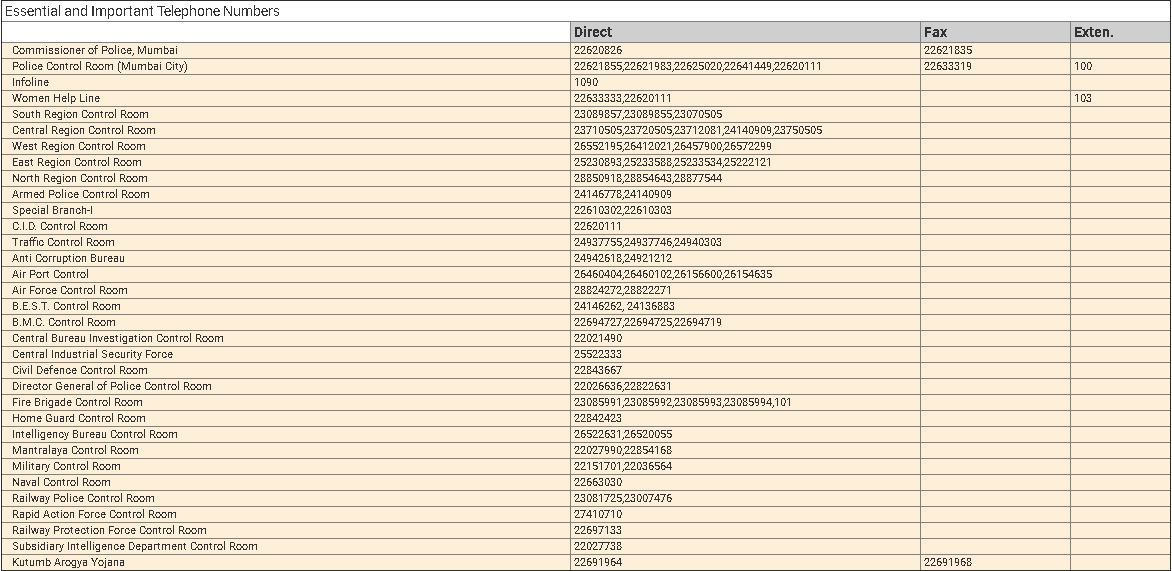 Essential and Important Telephone Numbers
Direct Fax Exten.
Commissioner of Police, Mumbai 22620826 22621835
Police Control Room (Mumbai City) 22621855,22621983,22625020,22641449,22620111 22633319 100
Infoline 1090
Women Help Line 22633333,22620111 103
South Region Control Room 23089857,23089855,23070505
Central Region Control Room 23710505,23720505,23712081,24140909,23750505
West Region Control Room 26552195,26412021,26457900,26572299
East Region Control Room 25230893,25233588,25233534,25222121
North Region Control Room 28850918,28854643,28877544
Armed Police Control Room 24146778,24140909
Special Branch-I 22610302,22610303
C.I.D. Control Room 22620111
Traffic Control Room 24937755,24937746,24940303
Anti Corruption Bureau 24942618,24921212
Air Port Control 26460404,26460102,26156600,26154635
Air Force Control Room 28824272,28822271
B.E.S.T. Control Room 24146262, 24136883
B.M.C. Control Room 22694727,22694725,22694719
Central Bureau Investigation Control Room 22021490
Central Industrial Security Force 25522333
Civil Defence Control Room 22843667
Director General of Police Control Room 22026636,22822631
Fire Brigade Control Room 23085991,23085992,23085993,23085994,101
Home Guard Control Room 22842423
Intelligency Bureau Control Room 26522631,26520055
Mantralaya Control Room 22027990,22854168
Military Control Room 22151701,22036564
Naval Control Room 22663030
Railway Police Control Room 23081725,23007476
Rapid Action Force Control Room 27410710
Railway Protection Force Control Room 22697133
Subsidiary Intelligence Department Control Room 22027738
Kutumb Arogya Yojana 22691964 22691968